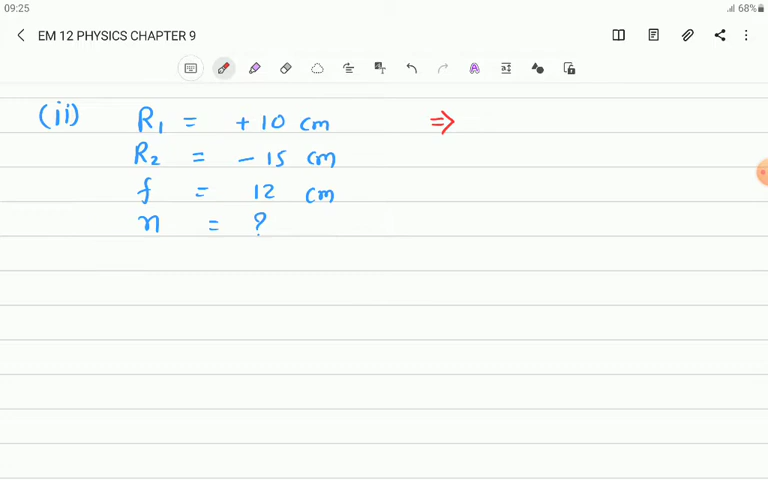 09:25 68%
EM 12 PHYSICS CHAPTER 9
(ii) R₁ = + 10 cm ⇒
R₂ = - 15 cm
f = 12 cm
n = ?